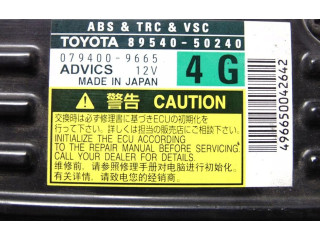 ABS & TRC & VSC
TOYOTA 89540-50240
079400-9665
ADVICS 12V
MADE IN JAPAN
4G
警告 CAUTION
交換時は必ず修理書に基づきECUの初期化を
行って下さい。詳しくは担当の販売店にご相談下さい。
INITIALIZE THE ECU ACCORDING
TO THE REPAIR MANUAL BEFORE SERVICING.
CALL YOUR DEALER FOR DETAILS.
维修前,请参照修理手册对电脑进行初始化。
有关详情,请致电您的经销商。
4966500042642